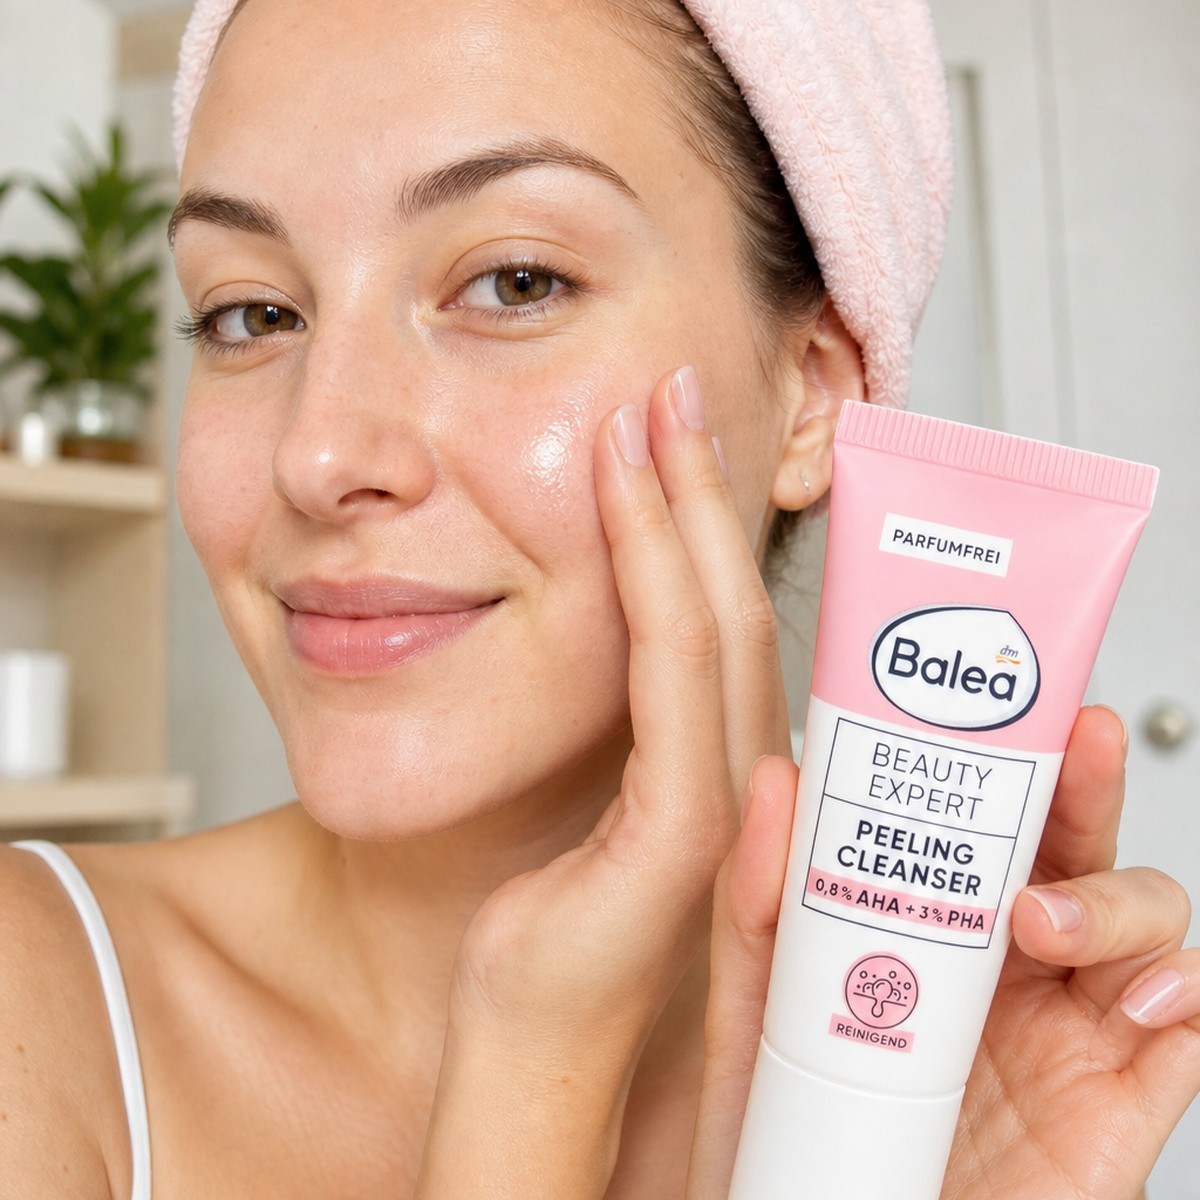 PARFUMFREI
Balea
dm
BEAUTY
EXPERT
PEELING
CLEANSER
0,8% AHA + 3% PHA
REINIGEND